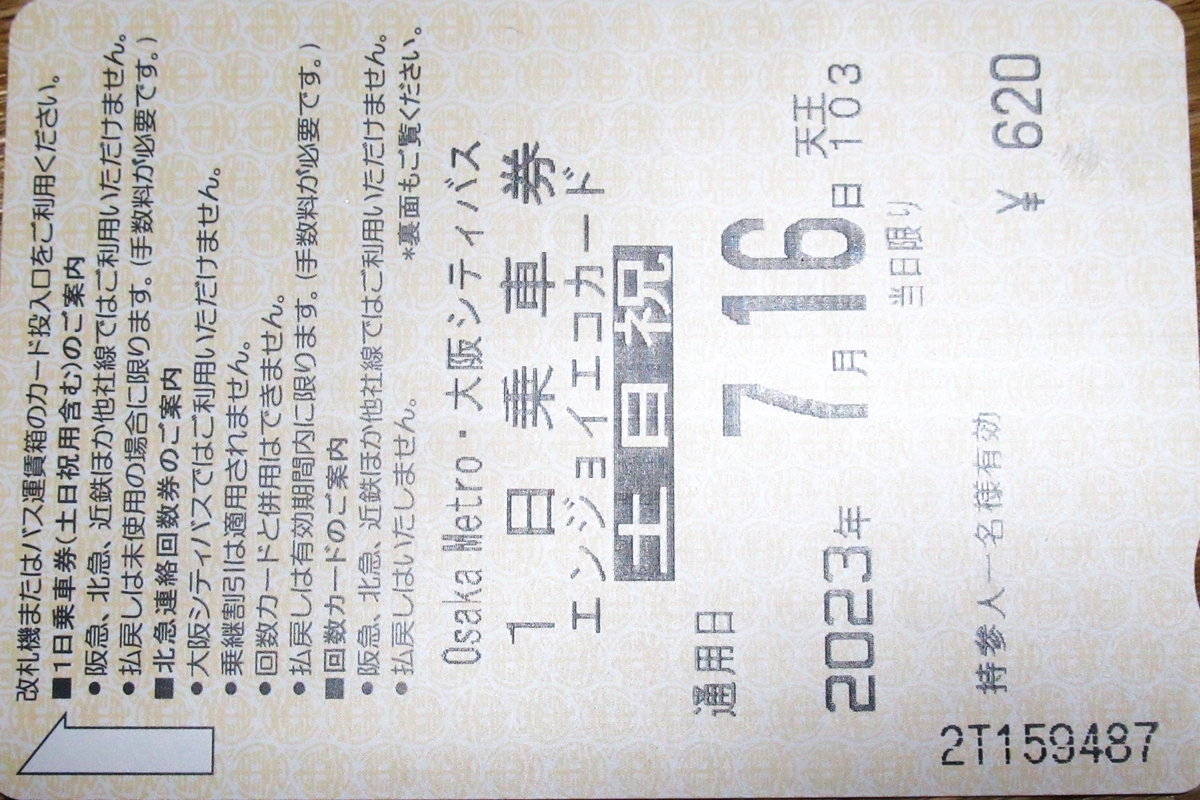 改札機またはバス運賃箱のカード投入口をご利用ください。
■1日乗車券(土日祝用含む)のご案内
●阪急、北急、近鉄ほか他社線ではご利用いただけません。
●払戻しは未使用の場合に限ります。(手数料が必要です。)
■北急連絡回数券のご案内
●大阪シティバスではご利用いただけません。
●乗継割引は適用されません。
●回数カードと併用はできません。
●払戻しは有効期間内に限ります。(手数料が必要です。)
■回数カードのご案内
●阪急、北急、近鉄ほか他社線ではご利用いただけません。
●払戻しはいたしません。
*裏面もご覧ください。
Osaka Metro・大阪シティバス
1日乗車券
エンジョイエコカード
土日祝
通用日
7月16日
天王
103
2023年
当日限り
持参人一名様有効
¥620
2T159487